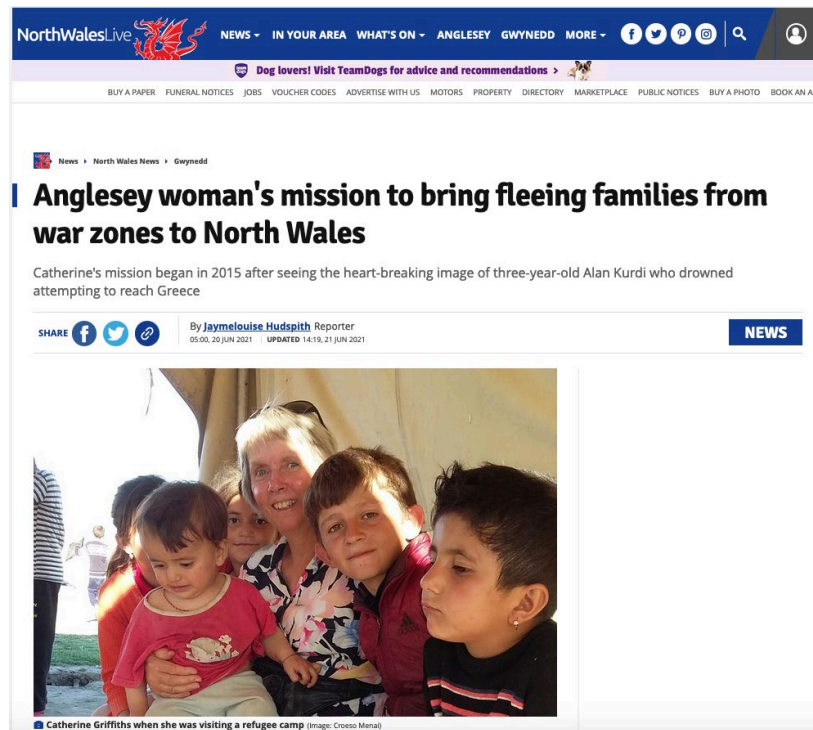 NorthWalesLive
NEWS IN YOUR AREA WHAT'S ON ANGLESEY GWYNEDD MORE
Dog lovers! Visit TeamDogs for advice and recommendations >
BUY A PAPER FUNERAL NOTICES JOBS VOUCHER CODES ADVERTISE WITH US MOTORS PROPERTY DIRECTORY MARKETPLACE PUBLIC NOTICES BUY A PHOTO BOOK AN A
News North Wales News Gwynedd
Anglesey woman's mission to bring fleeing families from
war zones to North Wales
Catherine's mission began in 2015 after seeing the heart-breaking image of three-year-old Alan Kurdi who drowned
attempting to reach Greece
SHARE
By Jaymelouise Hudspith Reporter
05:00, 20 JUN 2021 UPDATED 14:19, 21 JUN 2021
NEWS
Catherine Griffiths when she was visiting a refugee camp (Image: Croeso Menai)